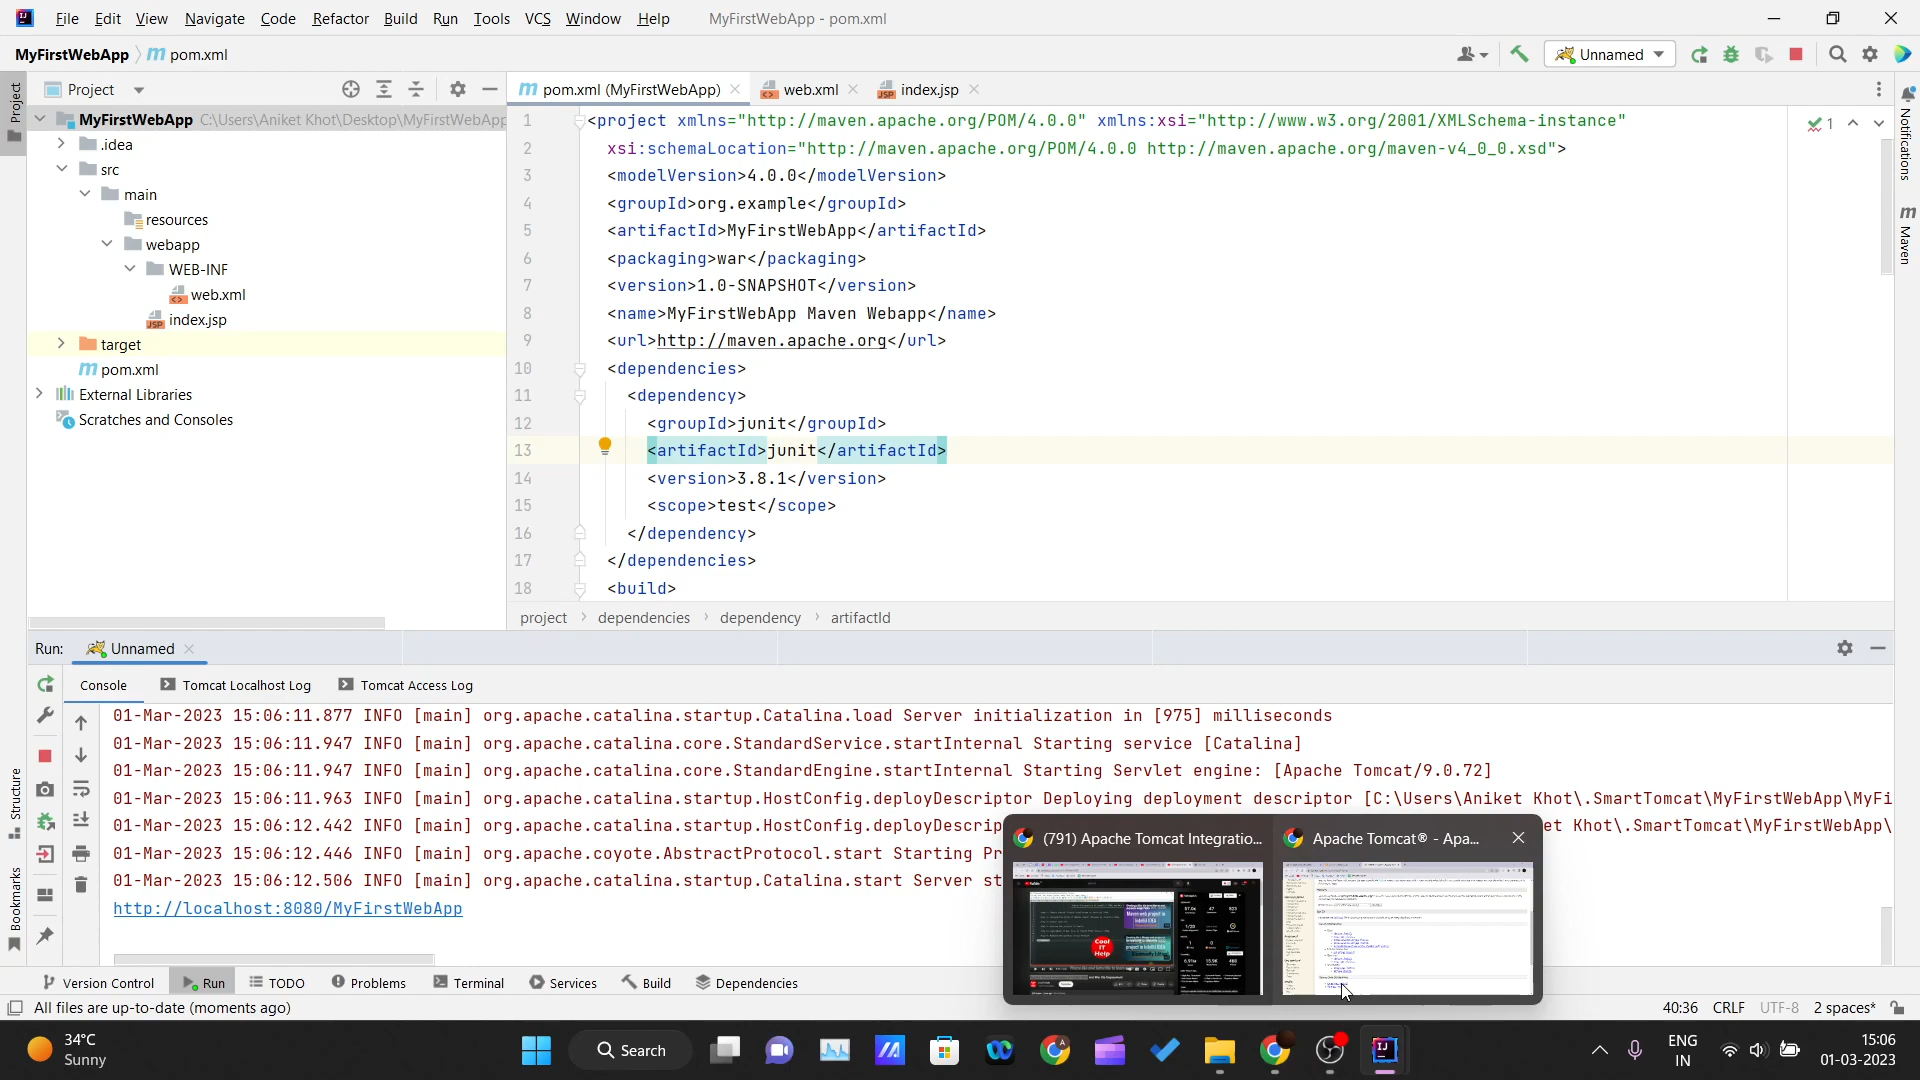 File Edit View Navigate Code Refactor Build Run Tools VCS Window Help MyFirstWebApp - pom.xml
MyFirstWebApp pom.xml
Unnamed
Project
pom.xml (MyFirstWebApp) web.xml index.jsp
Project
Structure
Bookmarks
MyFirstWebApp C:\Users\Aniket Khot\Desktop\MyFirstWebApp
.idea
src
main
resources
webapp
WEB-INF
web.xml
index.jsp
target
pom.xml
External Libraries
Scratches and Consoles
1 <project xmlns="http://maven.apache.org/POM/4.0.0" xmlns:xsi="http://www.w3.org/2001/XMLSchema-instance"
2 xsi:schemaLocation="http://maven.apache.org/POM/4.0.0 http://maven.apache.org/maven-v4_0_0.xsd">
3 <modelVersion>4.0.0</modelVersion>
4 <groupId>org.example</groupId>
5 <artifactId>MyFirstWebApp</artifactId>
6 <packaging>war</packaging>
7 <version>1.0-SNAPSHOT</version>
8 <name>MyFirstWebApp Maven Webapp</name>
9 <url>http://maven.apache.org</url>
10 <dependencies>
11 <dependency>
12 <groupId>junit</groupId>
13 <artifactId>junit</artifactId>
14 <version>3.8.1</version>
15 <scope>test</scope>
16 </dependency>
17 </dependencies>
18 <build>
1
Notifications
Maven
project dependencies dependency artifactId
Run: Unnamed
Console Tomcat Localhost Log Tomcat Access Log
01-Mar-2023 15:06:11.877 INFO [main] org.apache.catalina.startup.Catalina.load Server initialization in [975] milliseconds
01-Mar-2023 15:06:11.947 INFO [main] org.apache.catalina.core.StandardService.startInternal Starting service [Catalina]
01-Mar-2023 15:06:11.947 INFO [main] org.apache.catalina.core.StandardEngine.startInternal Starting Servlet engine: [Apache Tomcat/9.0.72]
01-Mar-2023 15:06:11.963 INFO [main] org.apache.catalina.startup.HostConfig.deployDescriptor Deploying deployment descriptor [C:\Users\Aniket Khot\.SmartTomcat\MyFirstWebApp\MyFi
01-Mar-2023 15:06:12.442 INFO [main] org.apache.catalina.startup.HostConfig.deployDescrip et Khot\.SmartTomcat\MyFirstWebApp\
01-Mar-2023 15:06:12.446 INFO [main] org.apache.coyote.AbstractProtocol.start Starting Pr
01-Mar-2023 15:06:12.506 INFO [main] org.apache.catalina.startup.Catalina.start Server st
http://localhost:8080/MyFirstWebApp
(791) Apache Tomcat Integratio... Apache Tomcat® - Apa...
Cool
IT
Help
Version Control Run TODO Problems Terminal Services Build Dependencies
All files are up-to-date (moments ago) 40:36 CRLF UTF-8 2 spaces*
34°C
Sunny
Search
ENG
IN
15:06
01-03-2023